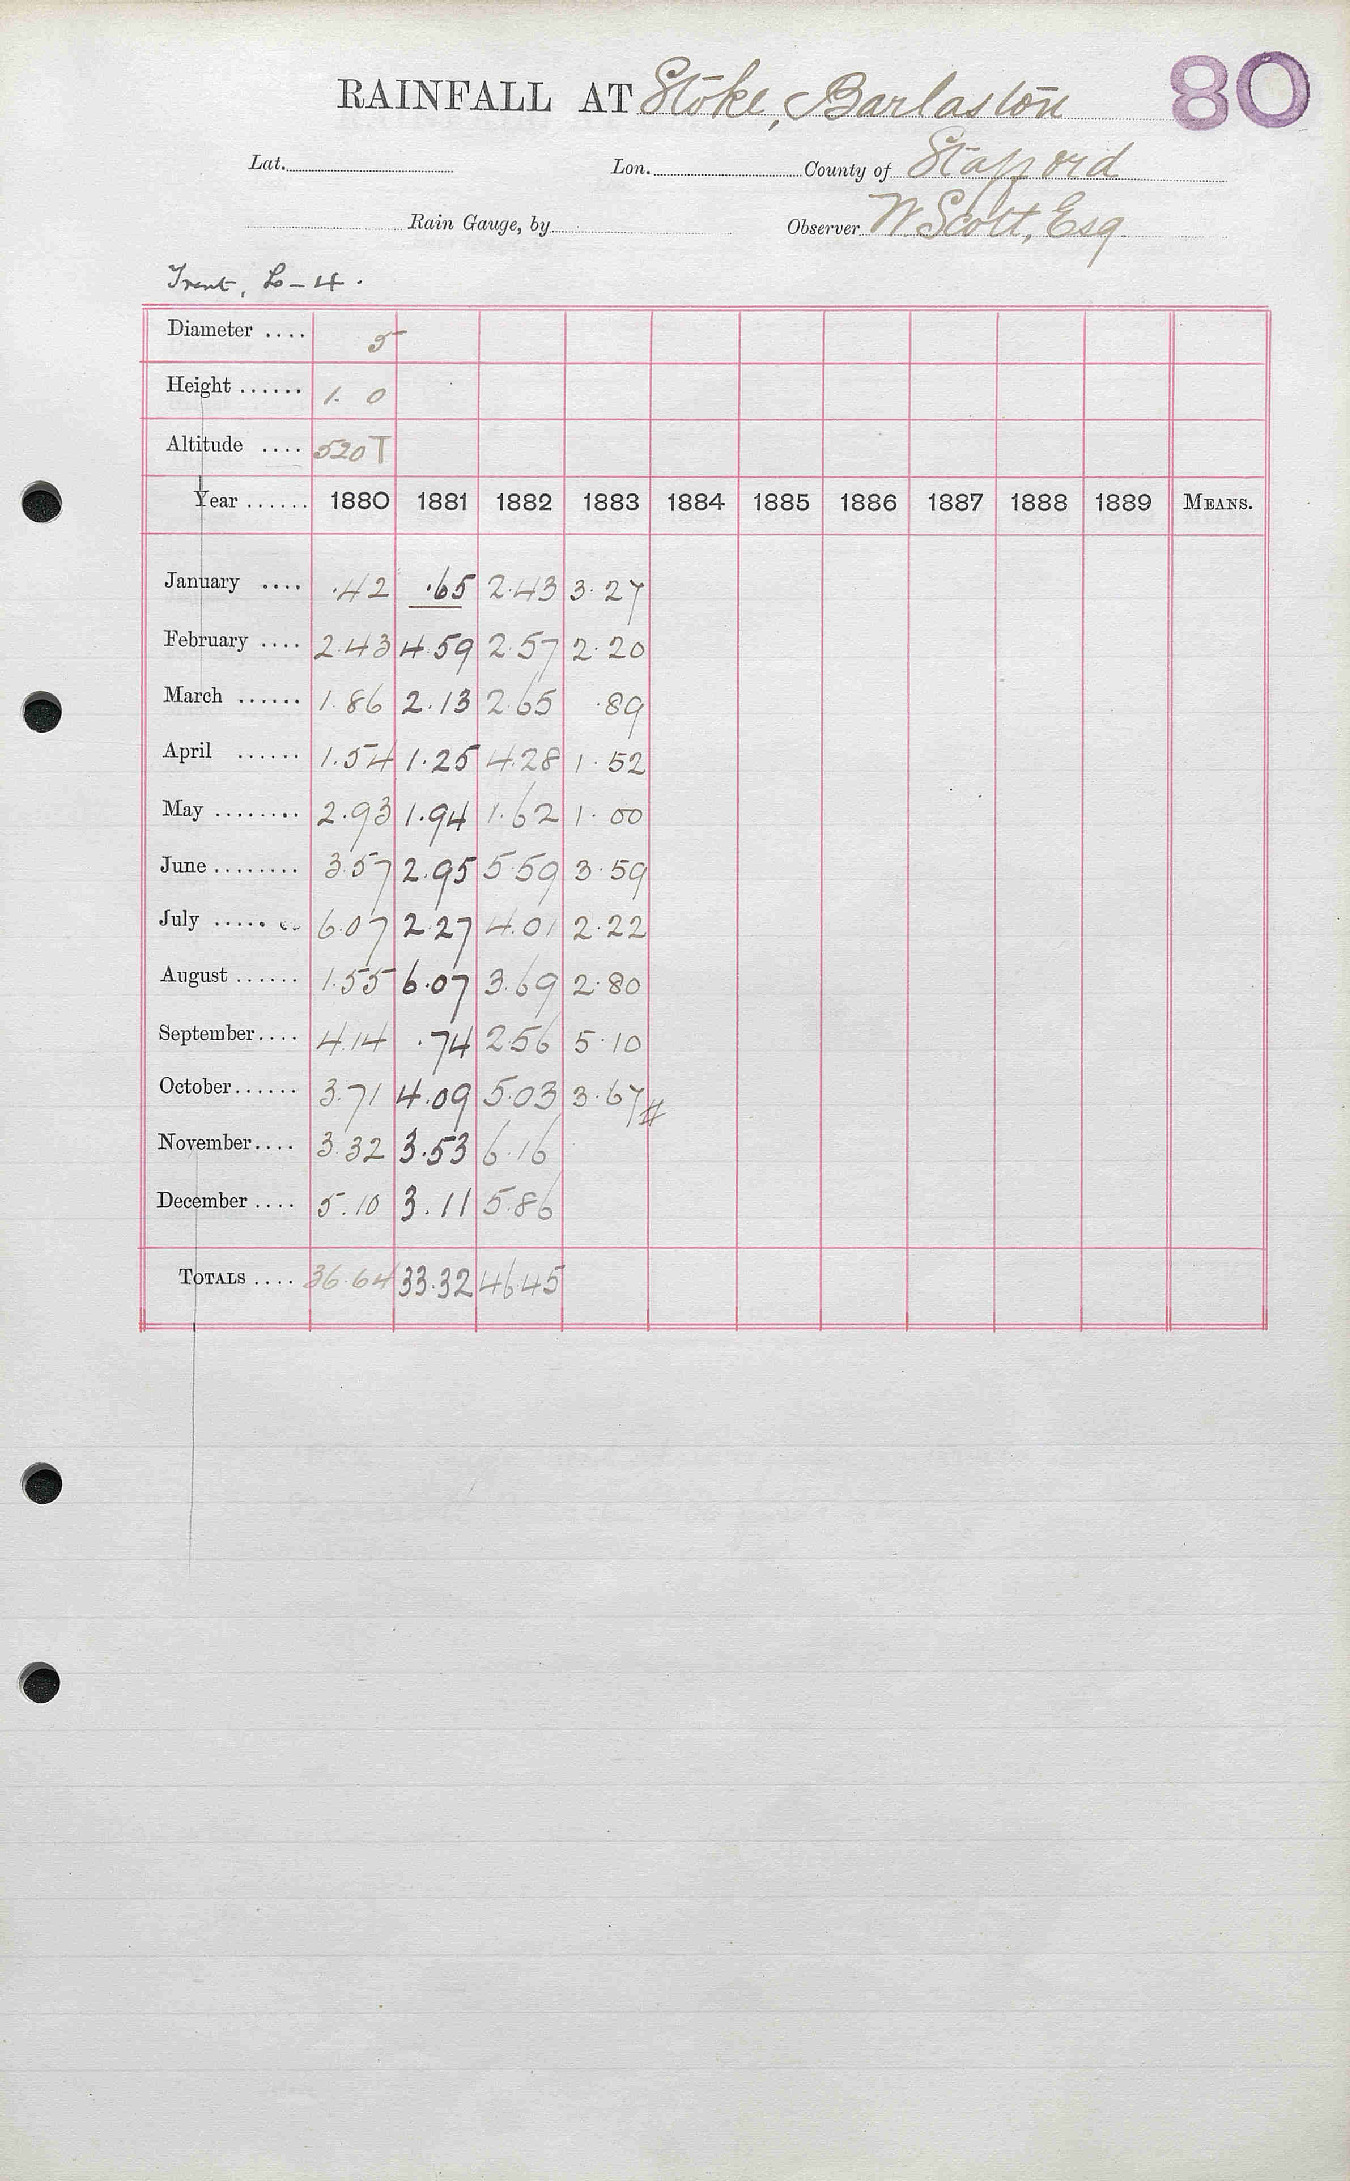 80
RAINFALL AT Stoke, Barlaston
Lat. Lon. County of Stafford
Rain Gauge, by Observer W. Scott, Esq
Trent, L-4.
Diameter .... 5
Height ...... 1. 0
Altitude .... 520 T
Year ...... 1880 1881 1882 1883 1884 1885 1886 1887 1888 1889 MEANS.
January .... .42 .65 2.43 3.27
February .... 2.43 4.59 2.57 2.20
March ...... 1.86 2.13 2.65 .89
April ...... 1.54 1.25 4.28 1.52
May ........ 2.93 1.94 1.62 1.00
June ........ 3.57 2.95 5.59 3.59
July ..... 6.07 2.27 4.01 2.22
August ...... 1.55 6.07 3.69 2.80
September .... 4.14 .74 2.56 5.10
October ...... 3.71 4.09 5.03 3.67 #
November .... 3.32 3.53 6.16
December .... 5.10 3.11 5.86
TOTALS .... 36.64 33.32 46.45